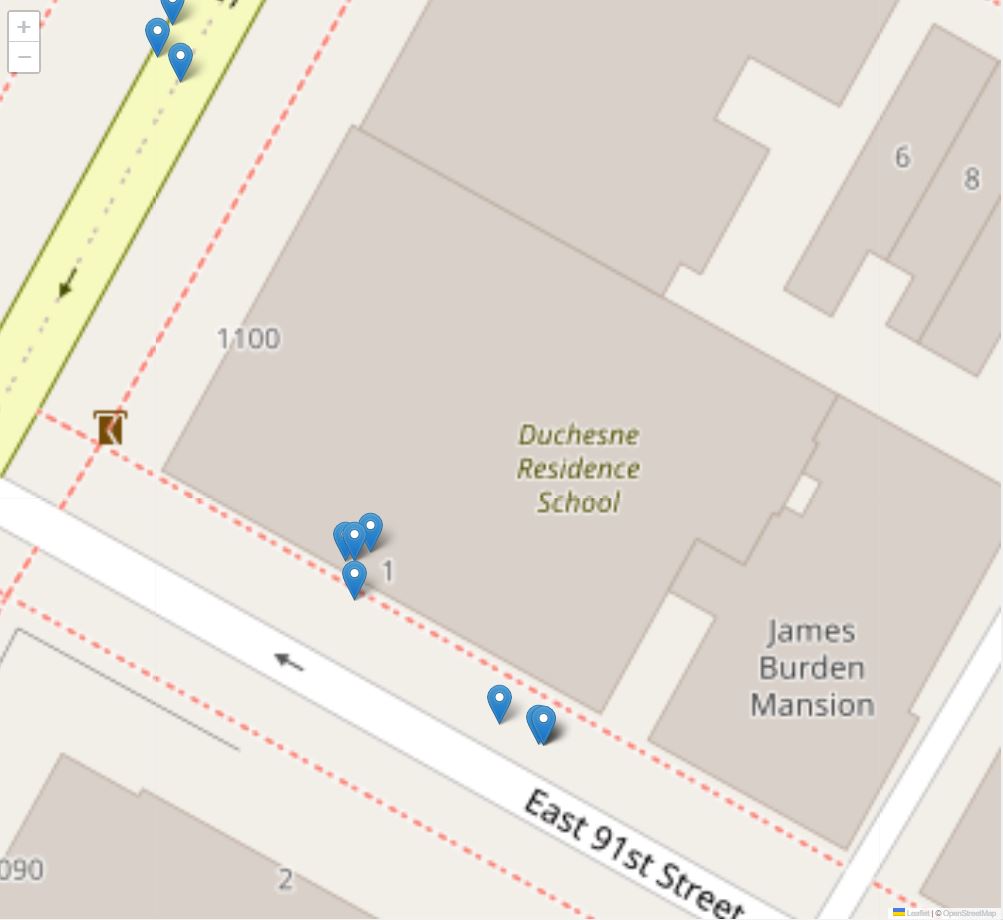 +
−
6
8
1100
Duchesne
Residence
School
1
James
Burden
Mansion
East 91st Street
090
2
Leaflet | © OpenStreetMap